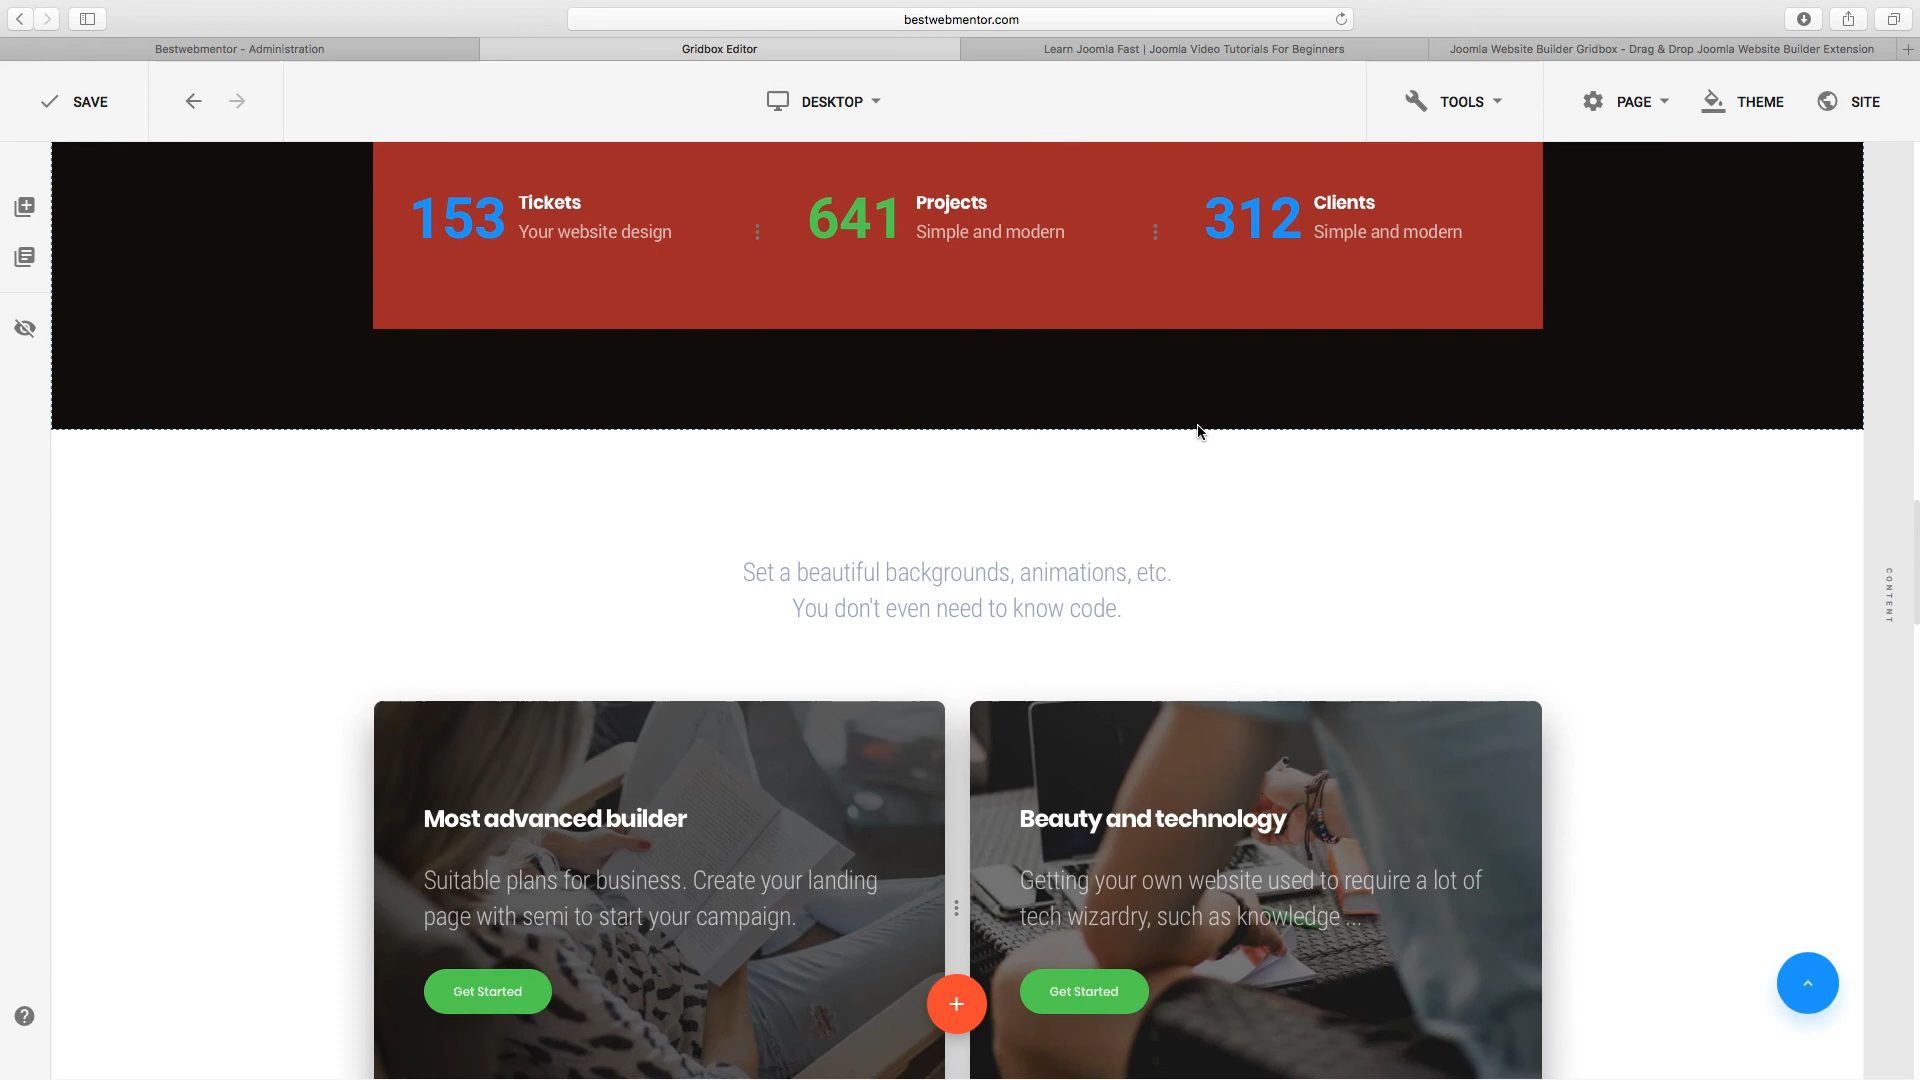 bestwebmentor.com
Bestwebmentor - Administration
Gridbox Editor
Learn Joomla Fast | Joomla Video Tutorials For Beginners
Joomla Website Builder Gridbox - Drag & Drop Joomla Website Builder Extension
SAVE
DESKTOP
TOOLS
PAGE
THEME
SITE
153 Tickets
Your website design
641 Projects
Simple and modern
312 Clients
Simple and modern
Set a beautiful backgrounds, animations, etc.
You don't even need to know code.
CONTENT
Most advanced builder
Suitable plans for business. Create your landing
page with semi to start your campaign.
Get Started
Beauty and technology
Getting your own website used to require a lot of
tech wizardry, such as knowledge ...
Get Started